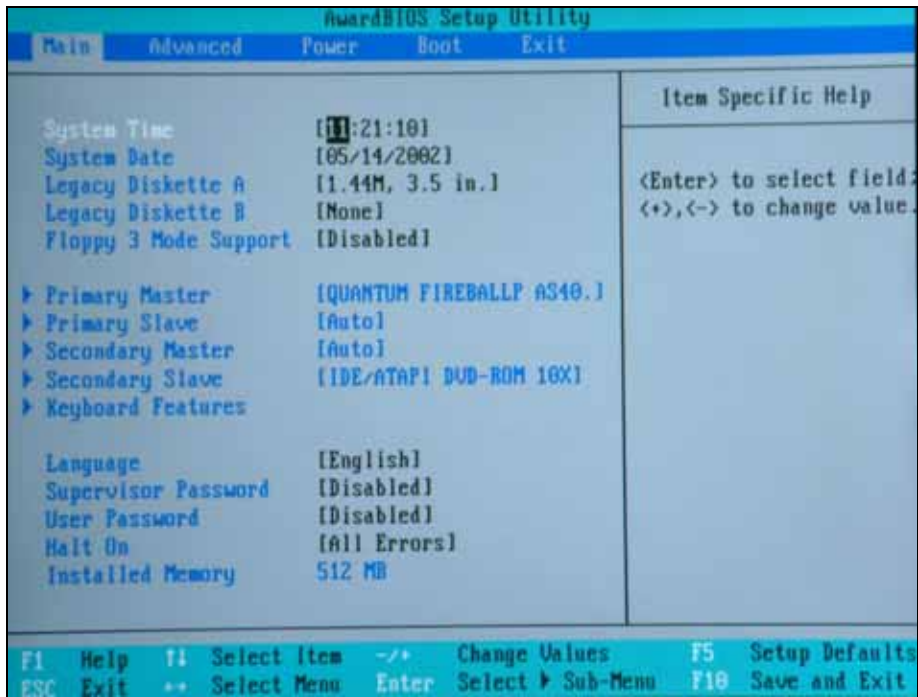 AwardBIOS Setup Utility
Main Advanced Power Boot Exit
Item Specific Help
System Time [11:21:10]
System Date [05/14/2002]
Legacy Diskette A [1.44M, 3.5 in.]
<Enter> to select field;
Legacy Diskette B [None]
<+>,<-> to change value.
Floppy 3 Mode Support [Disabled]
▶ Primary Master [QUANTUM FIREBALLP AS40.]
▶ Primary Slave [Auto]
▶ Secondary Master [Auto]
▶ Secondary Slave [IDE/ATAPI DVD-ROM 10X]
▶ Keyboard Features
Language [English]
Supervisor Password [Disabled]
User Password [Disabled]
Halt On [All Errors]
Installed Memory 512 MB
F1 Help ↑↓ Select Item -/+ Change Values F5 Setup Defaults
ESC Exit ←→ Select Menu Enter Select ▶ Sub-Menu F10 Save and Exit